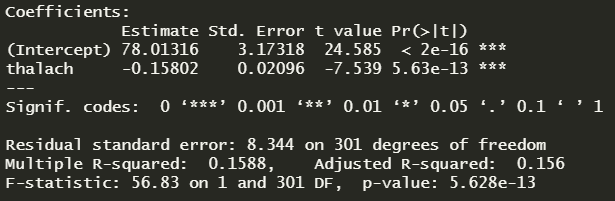 Coefficients:
Estimate Std. Error t value Pr(>|t|)
(Intercept) 78.01316 3.17318 24.585 < 2e-16 ***
thalach -0.15802 0.02096 -7.539 5.63e-13 ***
---
Signif. codes: 0 ‘***’ 0.001 ‘**’ 0.01 ‘*’ 0.05 ‘.’ 0.1 ‘ ’ 1

Residual standard error: 8.344 on 301 degrees of freedom
Multiple R-squared: 0.1588, Adjusted R-squared: 0.156
F-statistic: 56.83 on 1 and 301 DF, p-value: 5.628e-13